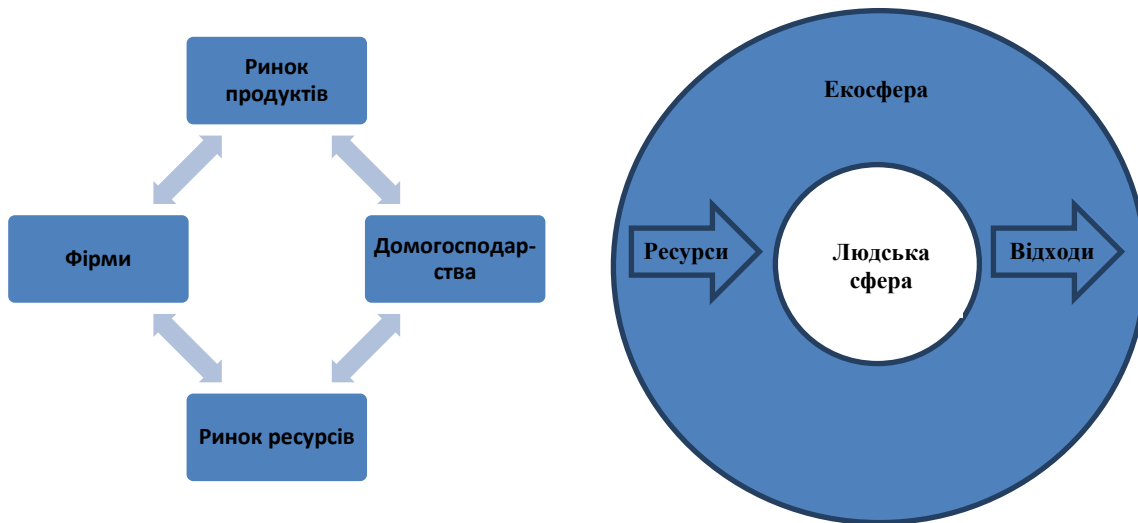 Ринок
продуктів
Фірми
Домогосподар-
ства
Ринок ресурсів
Екосфера
Ресурси
Людська
сфера
Відходи